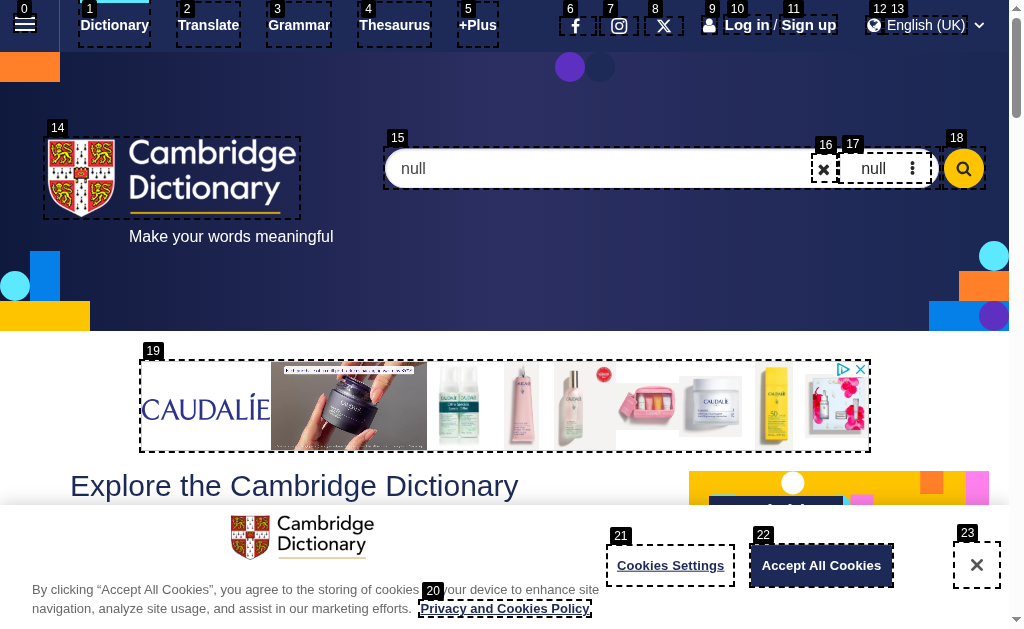 0 1 2 3 4 5 6 7 8 9 10 11 12 13
Dictionary Translate Grammar Thesaurus +Plus Log in / Sign up English (UK)
14 15 16 17 18
null null
Cambridge
Dictionary
Make your words meaningful
19
CAUDALÍE
Explore the Cambridge Dictionary
Cambridge
Dictionary
21 22 23
Cookies Settings Accept All Cookies
By clicking “Accept All Cookies”, you agree to the storing of cookies 20 your device to enhance site
navigation, analyze site usage, and assist in our marketing efforts. Privacy and Cookies Policy